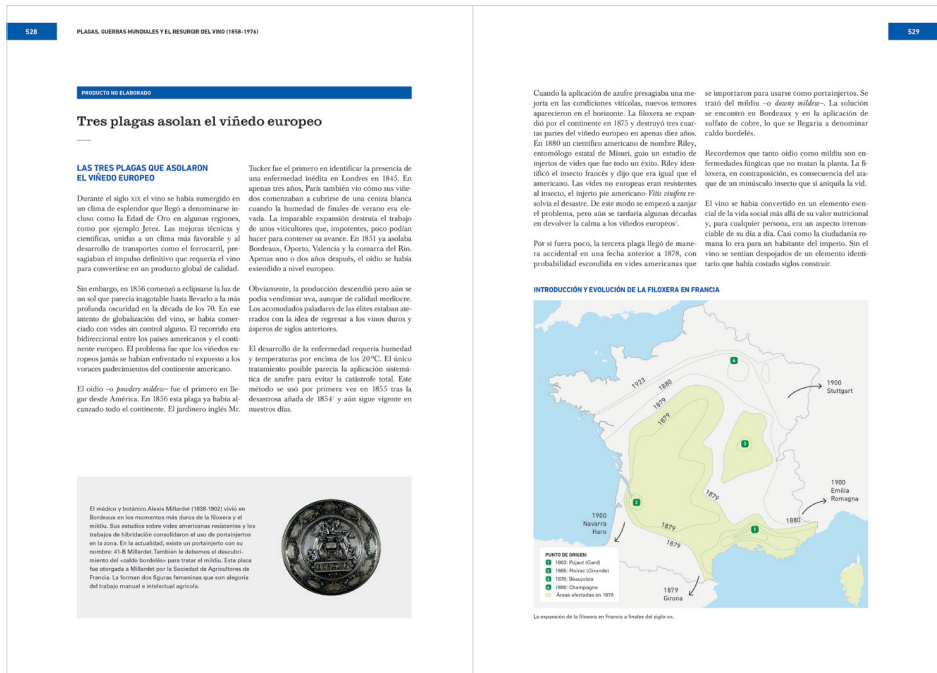 528
PLAGAS, GUERRAS MUNDIALES Y EL RESURGIR DEL VINO (1858-1976)
PRODUCTO NO ELABORADO
Tres plagas asolan el viñedo europeo
LAS TRES PLAGAS QUE ASOLARON
EL VIÑEDO EUROPEO
Durante el siglo XIX el vino se había sumergido en
un clima de esplendor que llegó a denominarse in-
cluso como la Edad de Oro en algunas regiones,
como por ejemplo Jerez. Las mejores técnicas y
científicas, unidas a un clima más favorable y al
desarrollo de transportes como el ferrocarril, pre-
sagiaban el impulso definitivo que requería el vino
para convertirse en un producto global de calidad.
Sin embargo, en 1856 comenzó a eclipsarse la luz de
un sol que parecía inagotable hasta llevarlo a la más
profunda oscuridad en la década de los 70. En ese
intento de globalización del vino, se había comer-
ciado con vides sin control alguno. El recorrido era
bidireccional entre los países americanos y el conti-
nente europeo. El problema fue que los viñedos eu-
ropeos jamás se habían enfrentado ni expuesto a los
voraces padecimientos del continente americano.
El oídio –o powdery mildew– fue el primero en lle-
gar desde América. En 1856 esta plaga ya había al-
canzado todo el continente. El jardinero inglés Mr.
Tucker fue el primero en identificar la presencia de
una enfermedad inédita en Londres en 1845. En
apenas tres años, París también vio cómo sus viñe-
dos comenzaban a cubrirse de una ceniza blanca
cuando la humedad de finales de verano era ele-
vada. La imparable expansión destruía el trabajo
de unos viticultores que, impotentes, poco podían
hacer para contener su avance. En 1851 ya asolaba
Bordeaux, Oporto, Valencia y la comarca del Rin.
Apenas uno o dos años después, el oídio se había
extendido a nivel europeo.
Obviamente, la producción descendió pero aún se
podía vendimiar uva, aunque de calidad mediocre.
Los acomodados paladares de las élites estaban ate-
rrados con la idea de regresar a los vinos duros y
ásperos de siglos anteriores.
El desarrollo de la enfermedad requería humedad
y temperaturas por encima de los 20°C. El único
tratamiento posible parecía la aplicación sistemá-
tica de azufre para evitar la catástrofe total. Este
método se usó por primera vez en 1855 tras la
desastrosa añada de 1854¹ y aún sigue vigente en
nuestros días.
El médico y botánico Alexis Millardet (1838-1902) vivió en
Bordeaux en los momentos más duros de la filoxera y el
mildiu. Sus estudios sobre vides americanas resistentes y los
trabajos de hibridación consolidaron el uso de portainjertos
en la zona. En la actualidad, existe un portainjerto con su
nombre: 41-B Millardet. También le debemos el descubri-
miento del «caldo bordelés» para tratar el mildiu. Esta placa
fue otorgada a Millardet por la Sociedad de Agricultores de
Francia. La forman dos figuras femeninas que son alegoría
del trabajo manual e intelectual agrícola.
529
Cuando la aplicación de azufre presagiaba una me-
joría en las condiciones vitícolas, nuevos temores
aparecieron en el horizonte. La filoxera se expan-
dió por el continente en 1875 y destruyó tres cuar-
tas partes del viñedo europeo en apenas diez años.
En 1880 un científico americano de nombre Riley,
entomólogo estatal de Misuri, guio un estudio de
injertos de vides que fue todo un éxito. Riley iden-
tificó el insecto francés y dijo que era igual que el
americano. Las vides no europeas eran resistentes
al insecto, el injerto pie americano-Vitis vinifera re-
solvía el desastre. De este modo se empezó a zanjar
el problema, pero aún se tardaría algunas décadas
en devolver la calma a los viñedos europeos².
Por si fuera poco, la tercera plaga llegó de mane-
ra accidental en una fecha anterior a 1878, con
probabilidad escondida en vides americanas que
se importaron para usarse como portainjertos. Se
trató del mildiu –o downy mildew–. La solución
se encontró en Bordeaux y en la aplicación de
sulfato de cobre, lo que se llegaría a denominar
caldo bordelés.
Recordemos que tanto oídio como mildiu son en-
fermedades fúngicas que no matan la planta. La fi-
loxera, en contraposición, es consecuencia del ata-
que de un minúsculo insecto que sí aniquila la vid.
El vino se había convertido en un elemento esen-
cial de la vida social más allá de su valor nutricional
y, para cualquier persona, era un aspecto irrenun-
ciable de su día a día. Casi como la ciudadanía ro-
mana lo era para un habitante del imperio. Sin el
vino se sentían despojados de un elemento identi-
tario que había costado siglos construir.
INTRODUCCIÓN Y EVOLUCIÓN DE LA FILOXERA EN FRANCIA
4
1923
1880
1879
1879
1900
Stuttgart
3
1900
Emilia
Romagna
2
1879
1900
Navarra
Haro
1879
1
1880
1879
PUNTO DE ORIGEN:
1 1863: Pujaut (Gard)
2 1866: Floirac (Gironde)
3 1870: Beaujolais
4 1890: Champagne
Áreas afectadas en 1879
1879
Girona
La expansión de la filoxera en Francia a finales del siglo XIX.